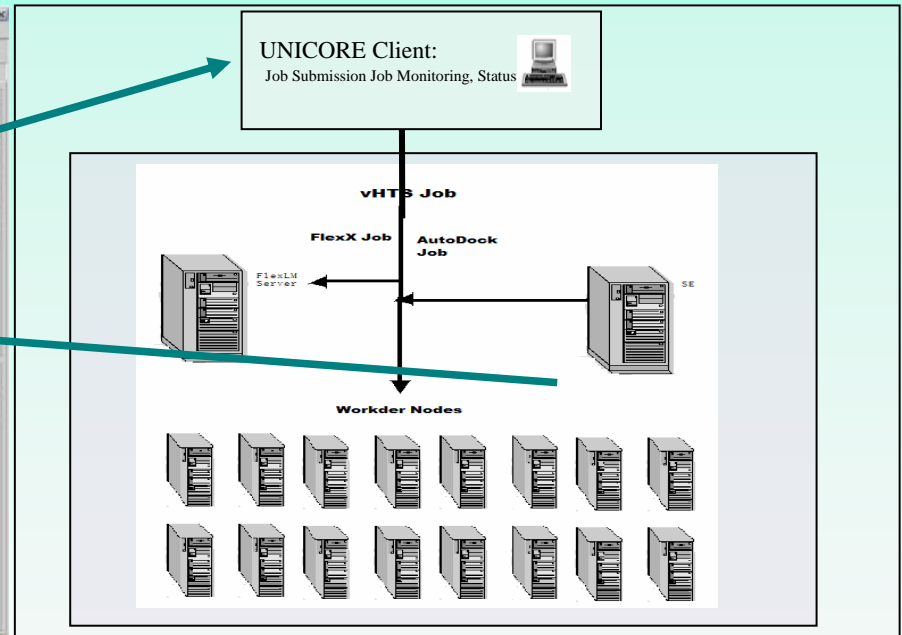 UNICORE Client:
Job Submission Job Monitoring, Status
vHTS Job
FlexX Job
AutoDock
Job
FlexLM
Server
SE
Workder Nodes